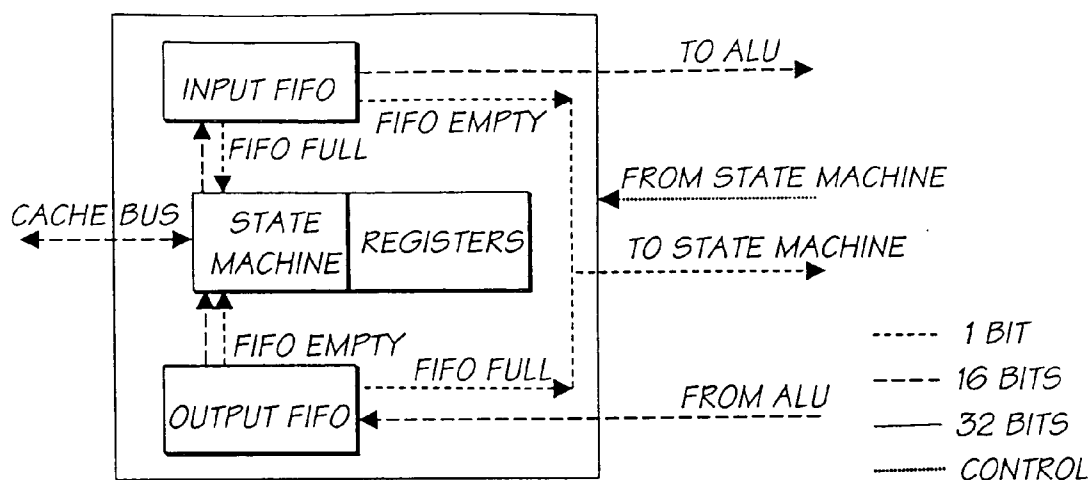 INPUT FIFO
TO ALU
FIFO EMPTY
FIFO FULL
FROM STATE MACHINE
CACHE BUS
STATE
MACHINE
REGISTERS
TO STATE MACHINE
FIFO EMPTY
FIFO FULL
OUTPUT FIFO
FROM ALU
1 BIT
16 BITS
32 BITS
CONTROL